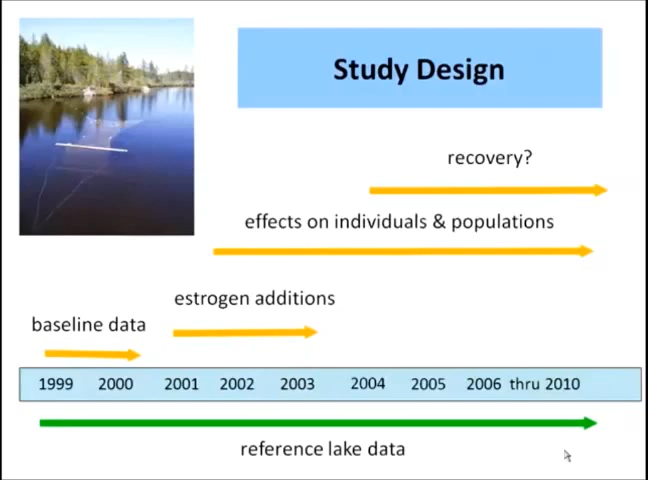 Study Design
recovery?
effects on individuals & populations
estrogen additions
baseline data
1999 2000 2001 2002 2003 2004 2005 2006 thru 2010
reference lake data